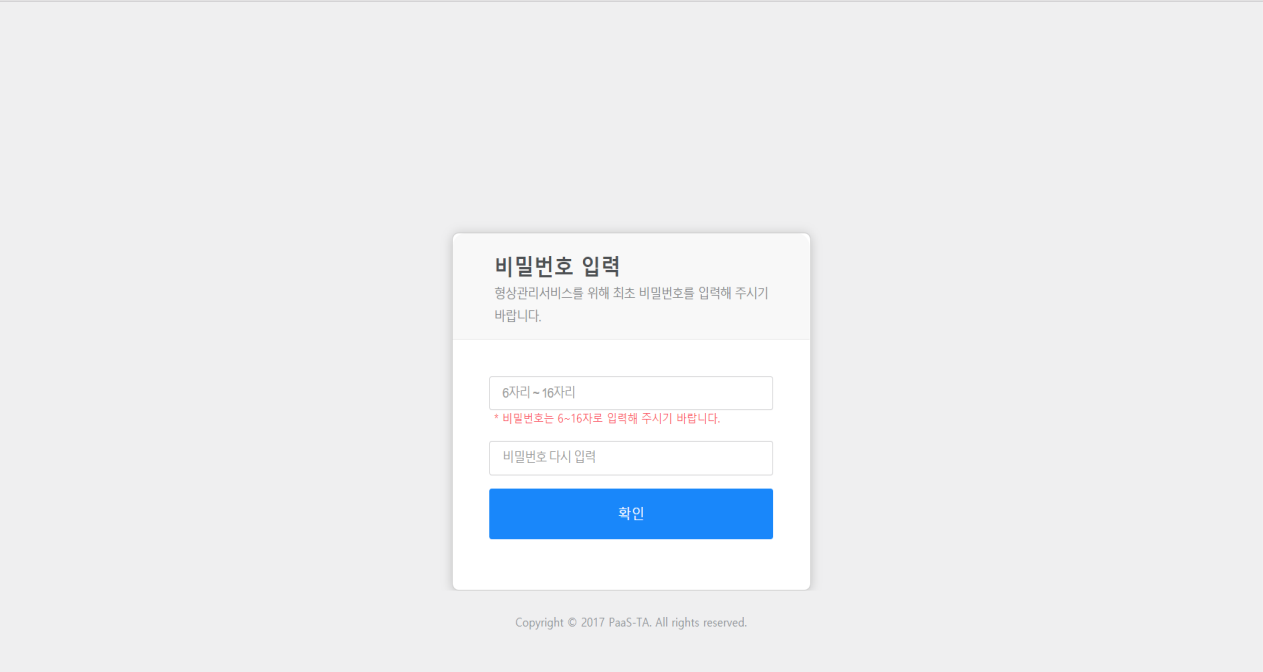 비밀번호 입력
형상관리서비스를 위해 최초 비밀번호를 입력해 주시기
바랍니다.
6자리 ~ 16자리
* 비밀번호는 6~16자로 입력해 주시기 바랍니다.
비밀번호 다시 입력
확인
Copyright © 2017 PaaS-TA. All rights reserved.